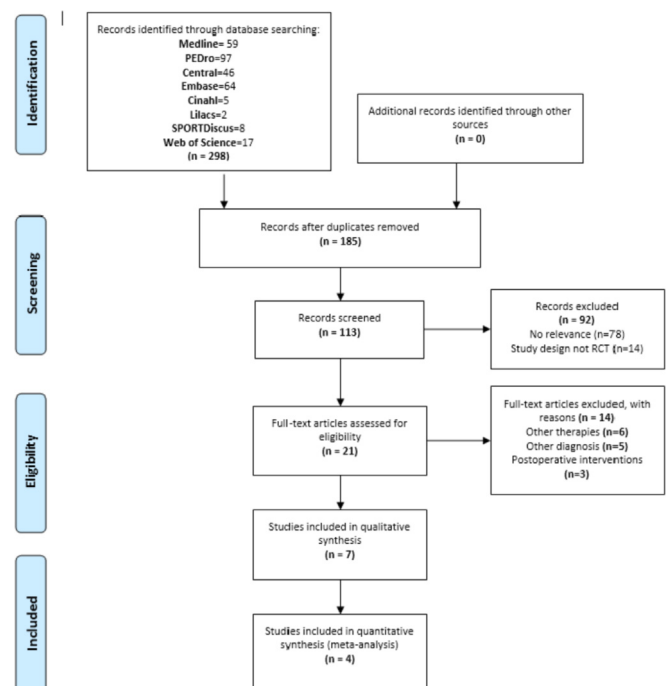 Identification
Records identified through database searching:
Medline= 59
PEDro=97
Central=46
Embase=64
Cinahl=5
Lilacs=2
SPORTDiscus=8
Web of Science=17
(n = 298)
Additional records identified through other
sources
(n = 0)
Screening
Records after duplicates removed
(n = 185)
Records screened
(n = 113)
Records excluded
(n = 92)
No relevance (n=78)
Study design not RCT (n=14)
Eligibility
Full-text articles assessed for
eligibility
(n = 21)
Full-text articles excluded, with
reasons (n = 14)
Other therapies (n=6)
Other diagnosis (n=5)
Postoperative interventions
(n=3)
Studies included in qualitative
synthesis
(n = 7)
Included
Studies included in quantitative
synthesis (meta-analysis)
(n = 4)